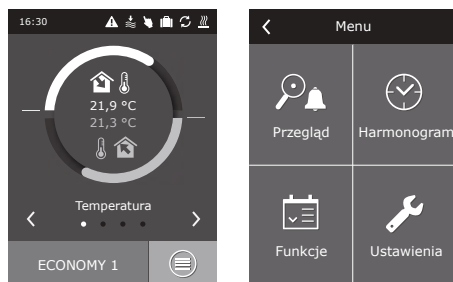 16:30
21,9 °C
21,3 °C
Temperatura
ECONOMY 1
Menu
Przegląd
Harmonogram
Funkcje
Ustawienia